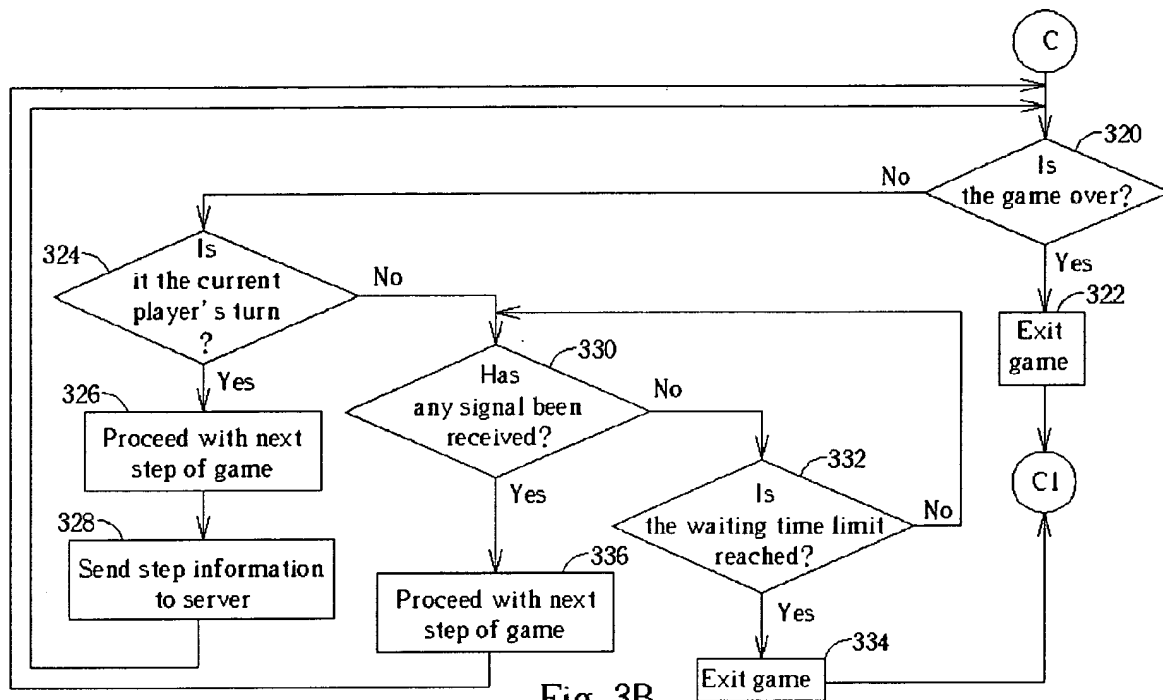 C
320
Is
the game over?
No
Yes
324
Is
it the current
player's turn
?
No
Yes
322
Exit
game
330
Has
any signal been
received?
No
Yes
326
Proceed with next
step of game
332
Is
the waiting time limit
reached?
No
Yes
C1
328
Send step information
to server
336
Proceed with next
step of game
334
Exit game
Fig. 3B